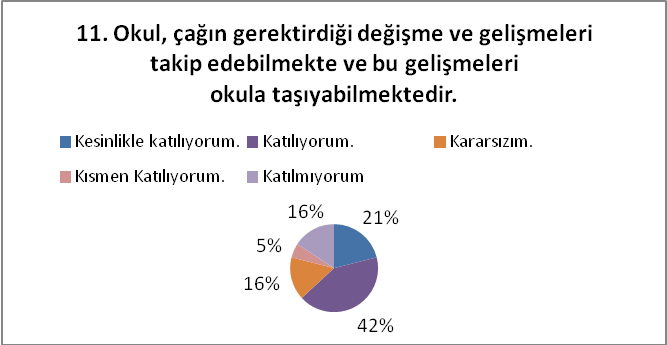 11. Okul, çağın gerektirdiği değişme ve gelişmeleri
takip edebilmekte ve bu gelişmeleri
okula taşıyabilmektedir.
Kesinlikle katılıyorum. Katılıyorum. Kararsızım.
Kısmen Katılıyorum. Katılmıyorum
16% 21%
5%
16%
42%